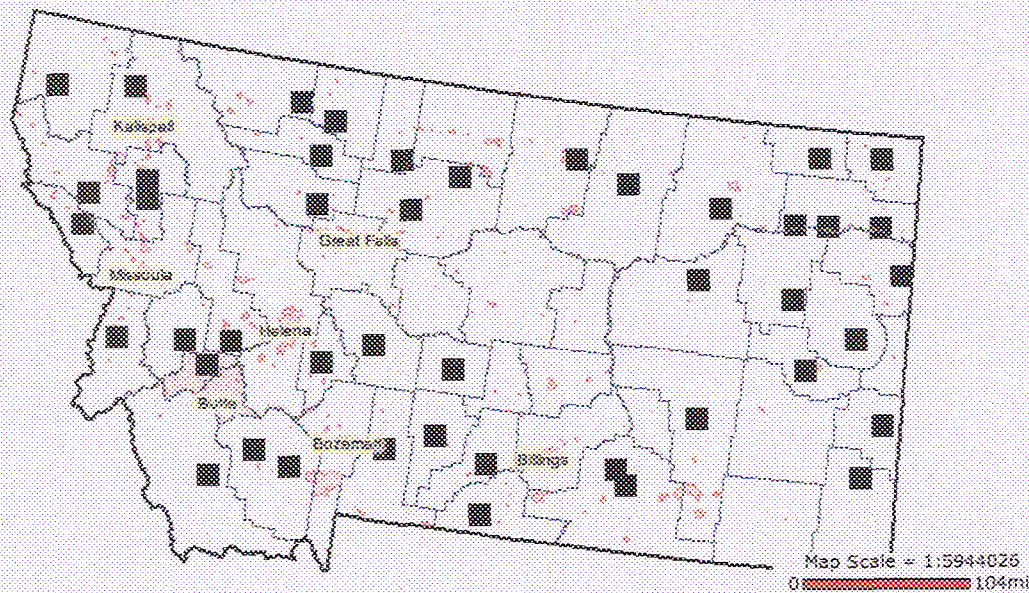 Kalispell
Great Falls
Missoula
Helena
Butte
Bozeman
Billings
Map Scale = 1:5944026
0 104mi